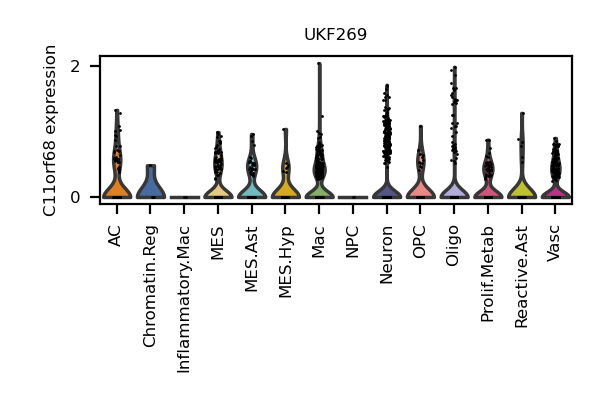 UKF269
C11orf68 expression
2
0
AC
Chromatin.Reg
Inflammatory.Mac
MES
MES.Ast
MES.Hyp
Mac
NPC
Neuron
OPC
Oligo
Prolif.Metab
Reactive.Ast
Vasc